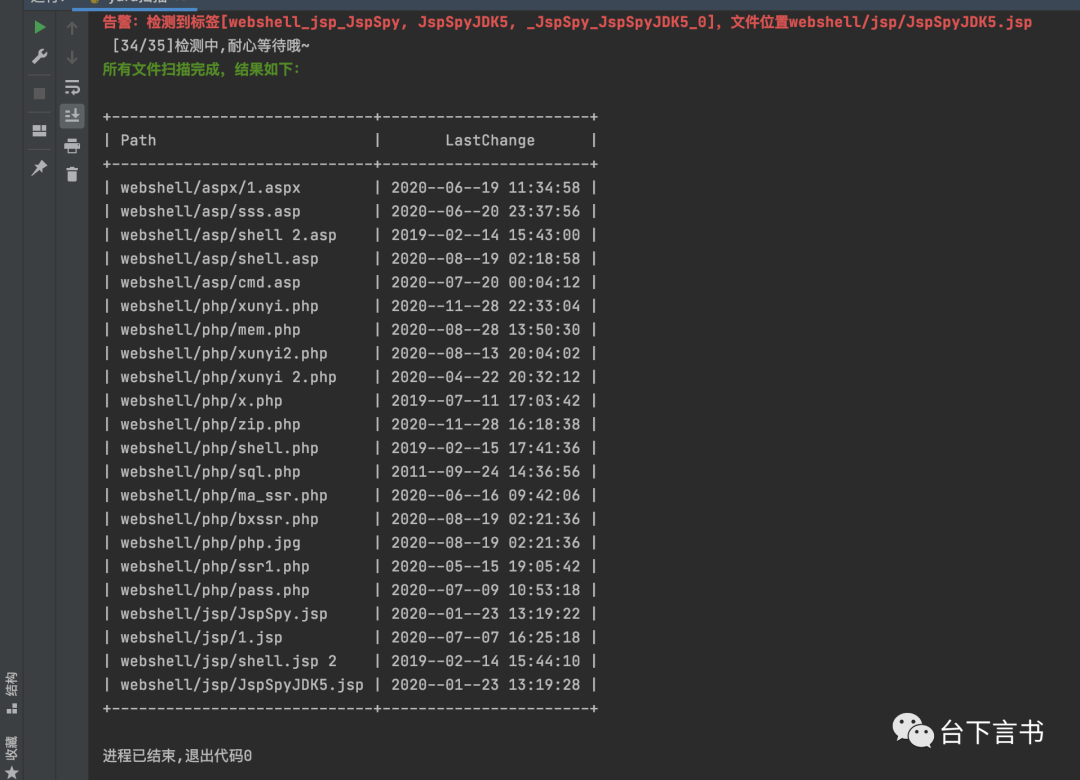 告警: 检测到标签[webshell_jsp_JspSpy, JspSpyJDK5, _JspSpy_JspSpyJDK5_0], 文件位置webshell/jsp/JspSpyJDK5.jsp
[34/35]检测中,耐心等待哦~
所有文件扫描完成, 结果如下:
+------------------------------+-----------------------+
| Path | LastChange |
+------------------------------+-----------------------+
| webshell/aspx/1.aspx | 2020--06--19 11:34:58 |
| webshell/asp/sss.asp | 2020--06--20 23:37:56 |
| webshell/asp/shell 2.asp | 2019--02--14 15:43:00 |
| webshell/asp/shell.asp | 2020--08--19 02:18:58 |
| webshell/asp/cmd.asp | 2020--07--20 00:04:12 |
| webshell/php/xunyi.php | 2020--11--28 22:33:04 |
| webshell/php/mem.php | 2020--08--28 13:50:30 |
| webshell/php/xunyi2.php | 2020--08--13 20:04:02 |
| webshell/php/xunyi 2.php | 2020--04--22 20:32:12 |
| webshell/php/x.php | 2019--07--11 17:03:42 |
| webshell/php/zip.php | 2020--11--28 16:18:38 |
| webshell/php/shell.php | 2019--02--15 17:41:36 |
| webshell/php/sql.php | 2011--09--24 14:36:56 |
| webshell/php/ma_ssr.php | 2020--06--16 09:42:06 |
| webshell/php/bxssr.php | 2020--08--19 02:21:36 |
| webshell/php/php.jpg | 2020--08--19 02:21:36 |
| webshell/php/ssr1.php | 2020--05--15 19:05:42 |
| webshell/php/pass.php | 2020--07--09 10:53:18 |
| webshell/jsp/JspSpy.jsp | 2020--01--23 13:19:22 |
| webshell/jsp/1.jsp | 2020--07--07 16:25:18 |
| webshell/jsp/shell.jsp 2 | 2019--02--14 15:44:10 |
| webshell/jsp/JspSpyJDK5.jsp | 2020--01--23 13:19:28 |
+------------------------------+-----------------------+
进程已结束,退出代码0
结构
收藏
台下言书